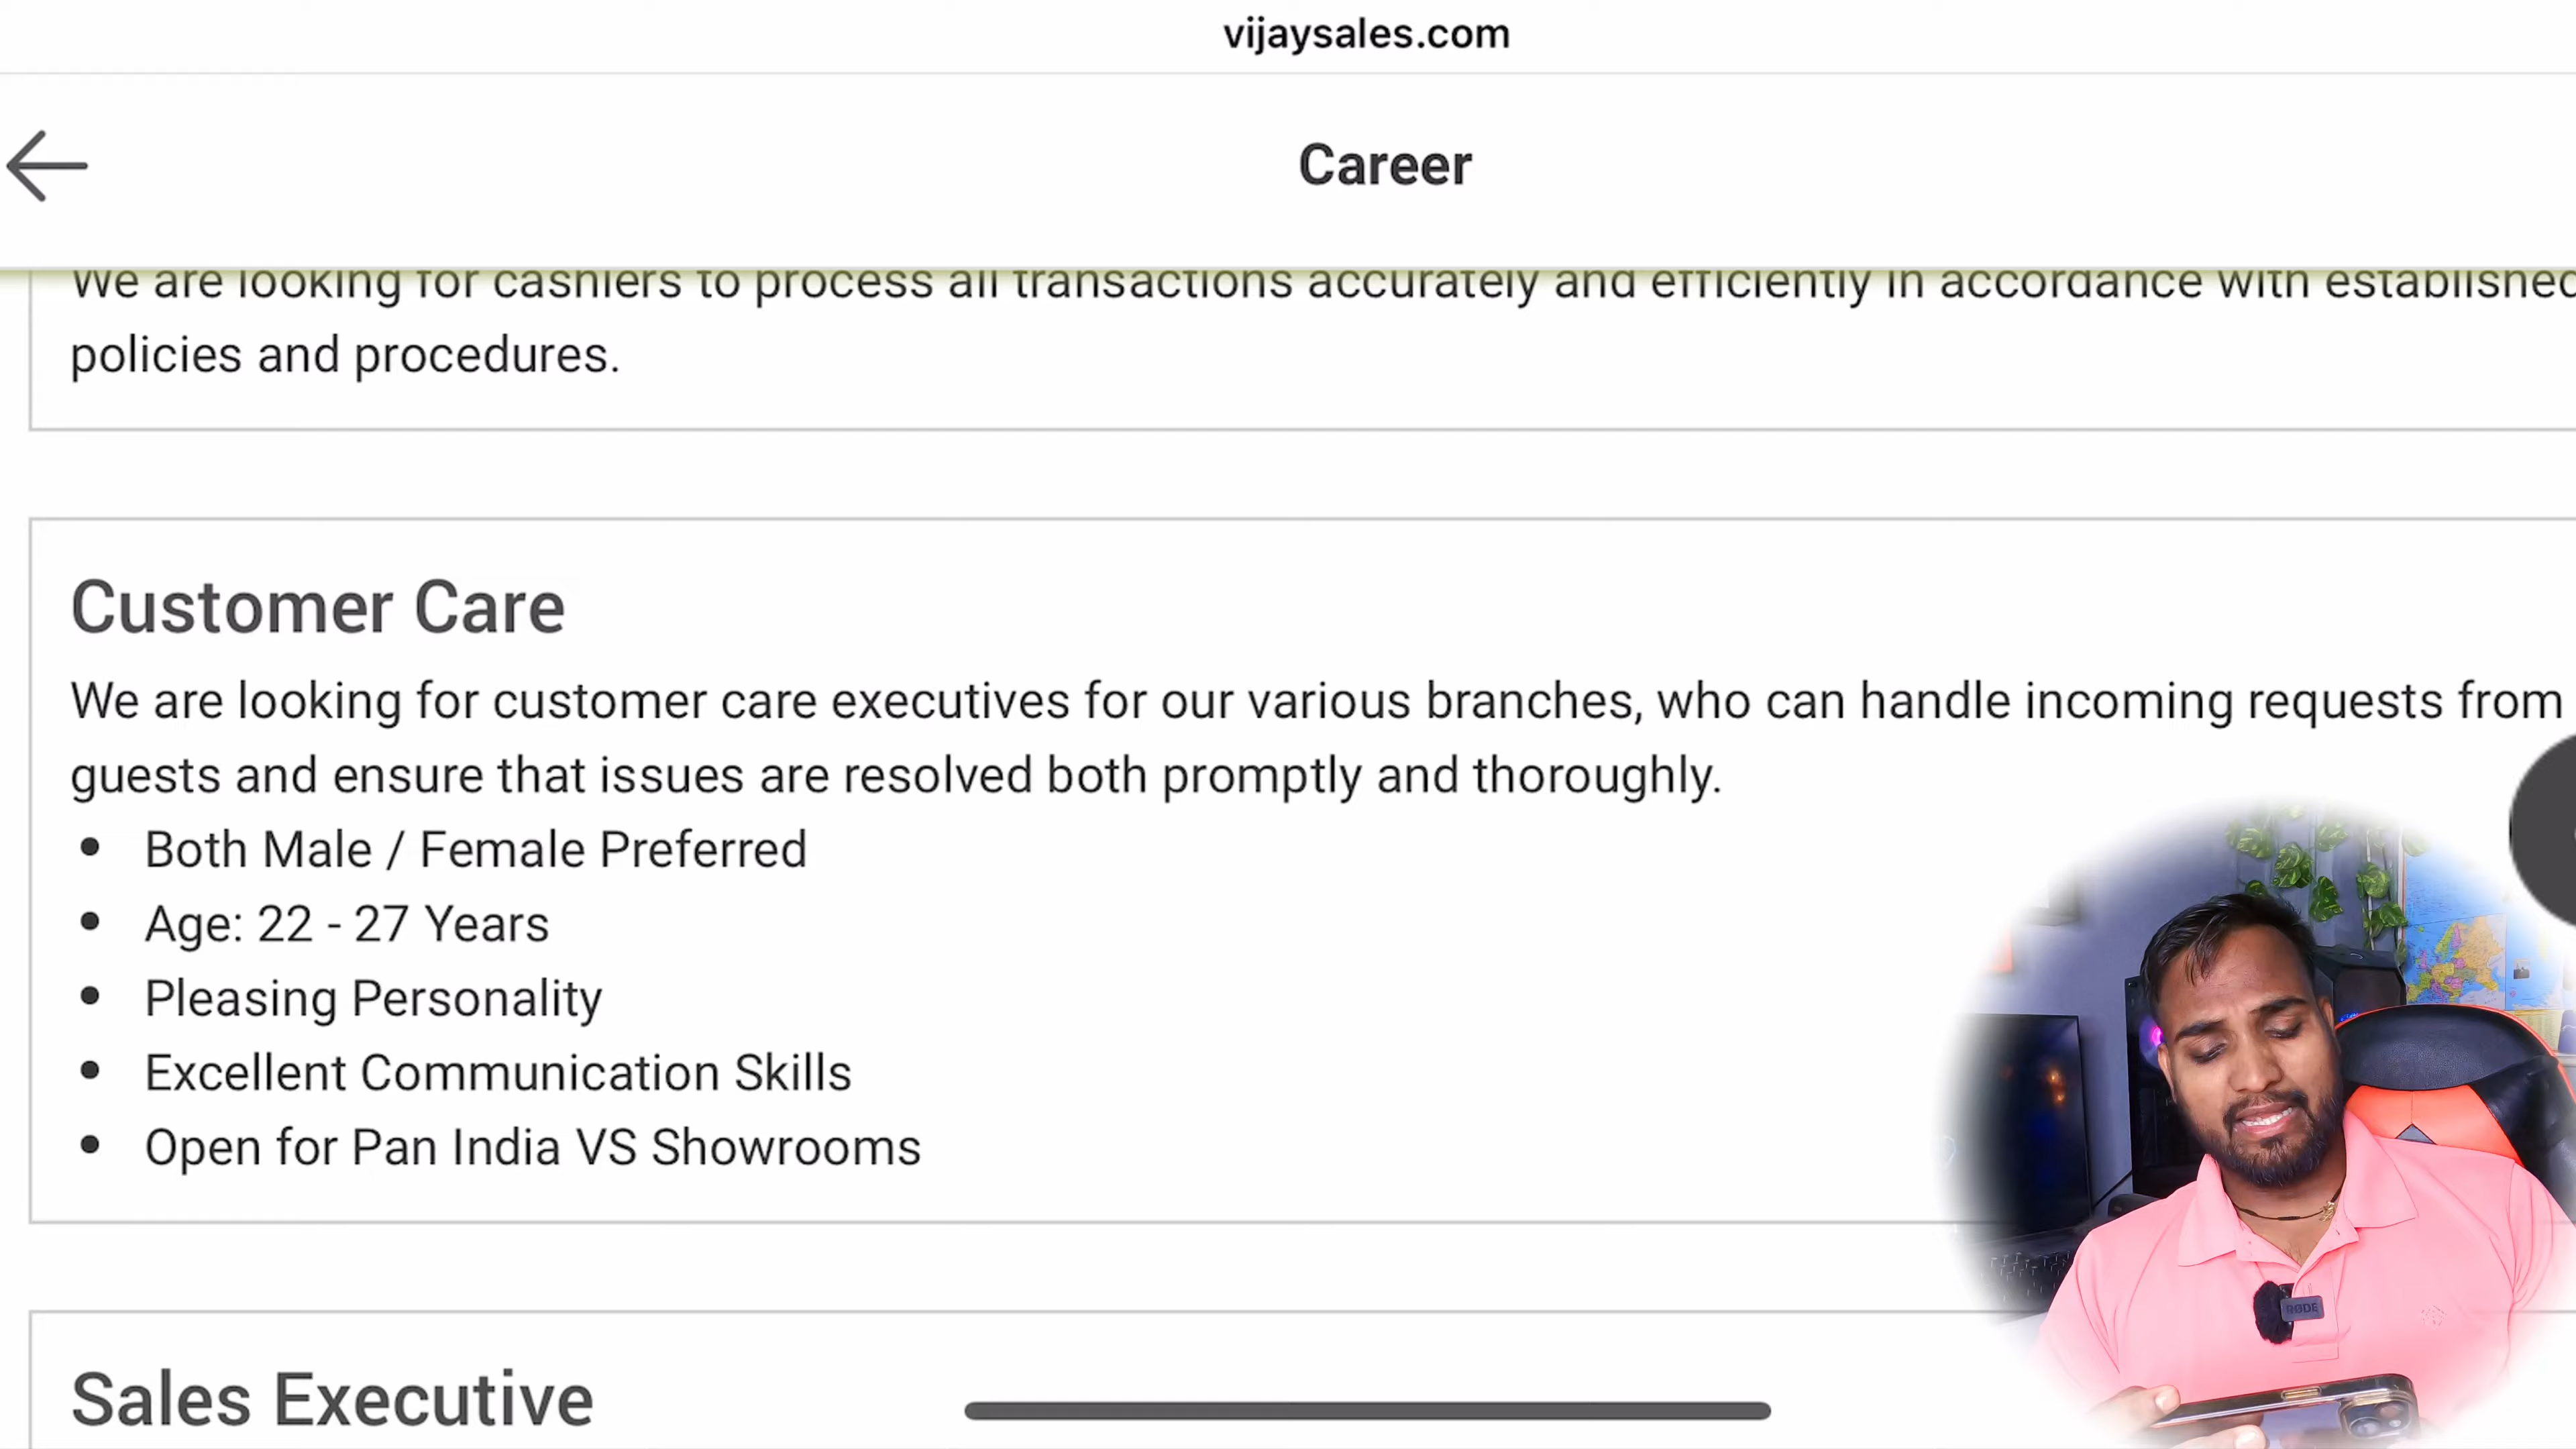 vijaysales.com
Career
We are looking for cashiers to process all transactions accurately and efficiently in accordance with established
policies and procedures.
Customer Care
We are looking for customer care executives for our various branches, who can handle incoming requests from
guests and ensure that issues are resolved both promptly and thoroughly.
• Both Male / Female Preferred
• Age: 22 - 27 Years
• Pleasing Personality
• Excellent Communication Skills
• Open for Pan India VS Showrooms
RØDE
Sales Executive